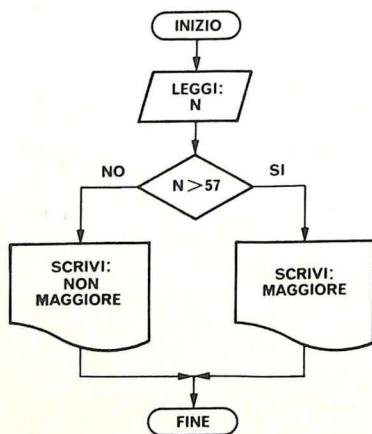 INIZIO
LEGGI:
N
NO
N > 57
SI
SCRIVI:
NON
MAGGIORE
SCRIVI:
MAGGIORE
FINE